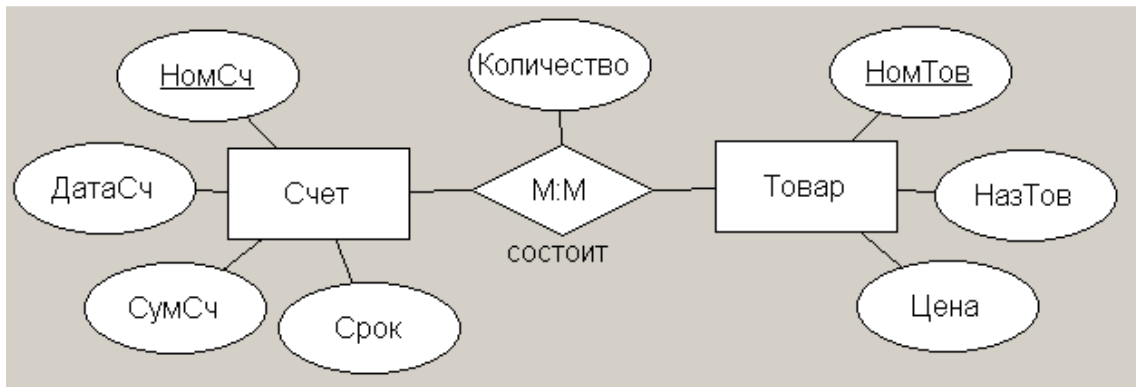 НомСч
Количество
НомТов
ДатаСч
Счет
М:М
Товар
НазТов
состоит
СумСч
Срок
Цена